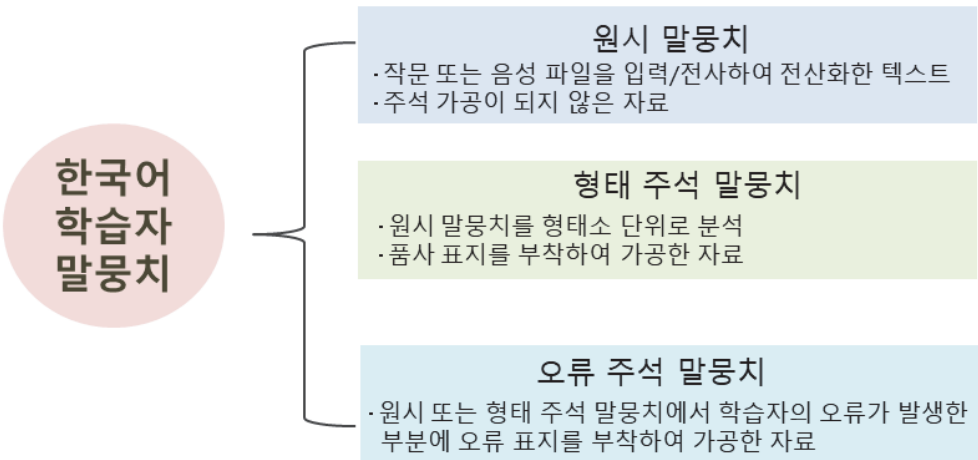 한국어
학습자
말뭉치
원시 말뭉치
· 작문 또는 음성 파일을 입력/전사하여 전산화한 텍스트
· 주석 가공이 되지 않은 자료
형태 주석 말뭉치
· 원시 말뭉치를 형태소 단위로 분석
· 품사 표지를 부착하여 가공한 자료
오류 주석 말뭉치
· 원시 또는 형태 주석 말뭉치에서 학습자의 오류가 발생한
부분에 오류 표지를 부착하여 가공한 자료